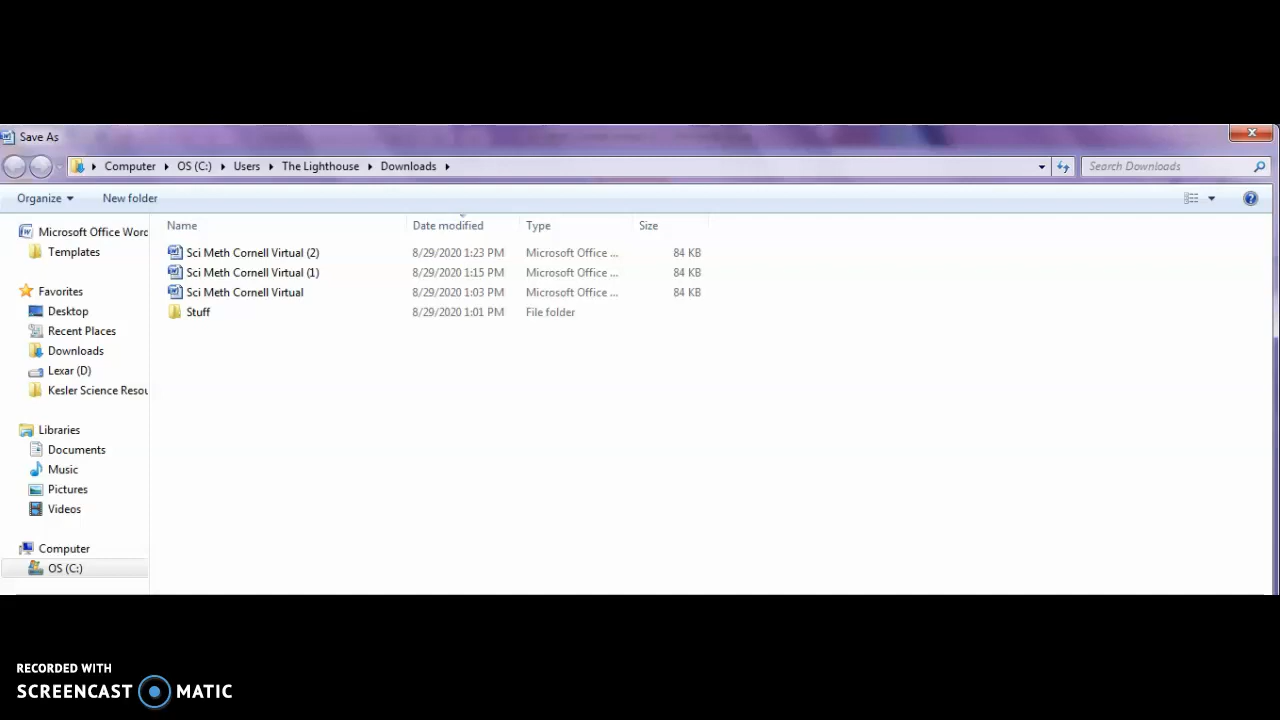 Save As
Computer OS (C:) Users The Lighthouse Downloads Search Downloads
Organize New folder
Name Date modified Type Size
Microsoft Office Word
Templates
Favorites
Desktop
Recent Places
Downloads
Lexar (D)
Kesler Science Resou
Libraries
Documents
Music
Pictures
Videos
Computer
OS (C:)
Sci Meth Cornell Virtual (2) 8/29/2020 1:23 PM Microsoft Office ... 84 KB
Sci Meth Cornell Virtual (1) 8/29/2020 1:15 PM Microsoft Office ... 84 KB
Sci Meth Cornell Virtual 8/29/2020 1:03 PM Microsoft Office ... 84 KB
Stuff 8/29/2020 1:01 PM File folder
RECORDED WITH
SCREENCAST MATIC